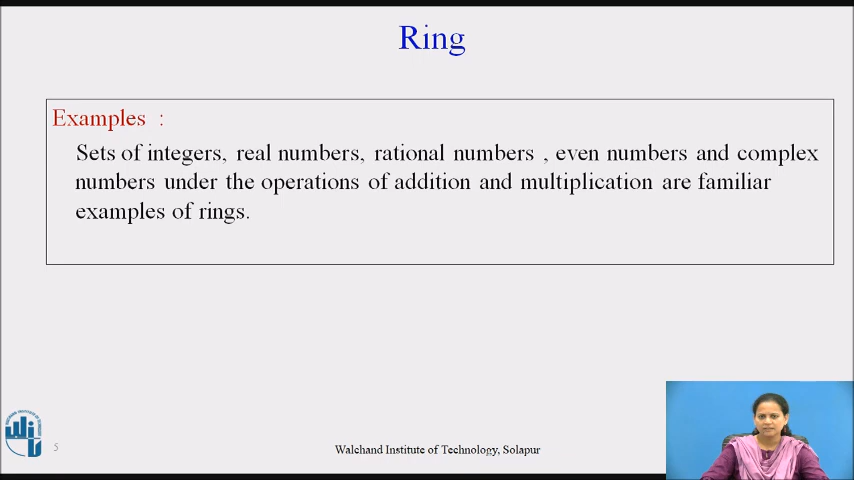 Ring
Examples :
Sets of integers, real numbers, rational numbers , even numbers and complex
numbers under the operations of addition and multiplication are familiar
examples of rings.
5
Walchand Institute of Technology, Solapur